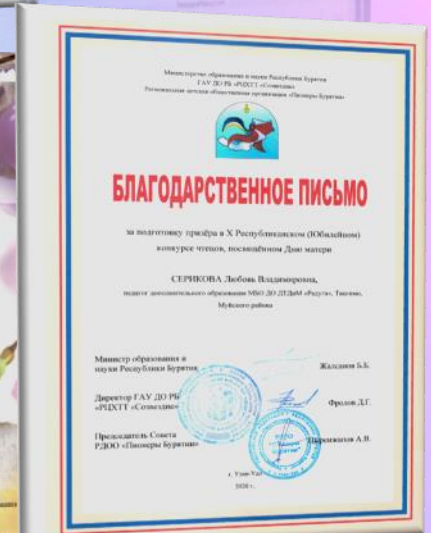 Министерство образования и науки Республики Бурятия
ГАУ ДО РБ «РЦХТТ «Созвездие»
Региональная детская общественная организация «Пионеры Бурятии»
БЛАГОДАРСТВЕННОЕ ПИСЬМО
за подготовку призёра в X Республиканском (Юбилейном)
конкурсе чтецов, посвящённом Дню матери
СЕРИКОВА Любовь Владимировна,
педагог дополнительного образования МБО ДО ДТДиМ «Радуга», Таксимо,
Муйского района
Министр образования и
науки Республики Бурятия
Жалсанов Б.Б.
Директор ГАУ ДО РБ
«РЦХТТ «Созвездие»
Фролов Д.Г.
Председатель Совета
РДОО «Пионеры Бурятии»
А.В.
г. Улан-Удэ
2020 г.